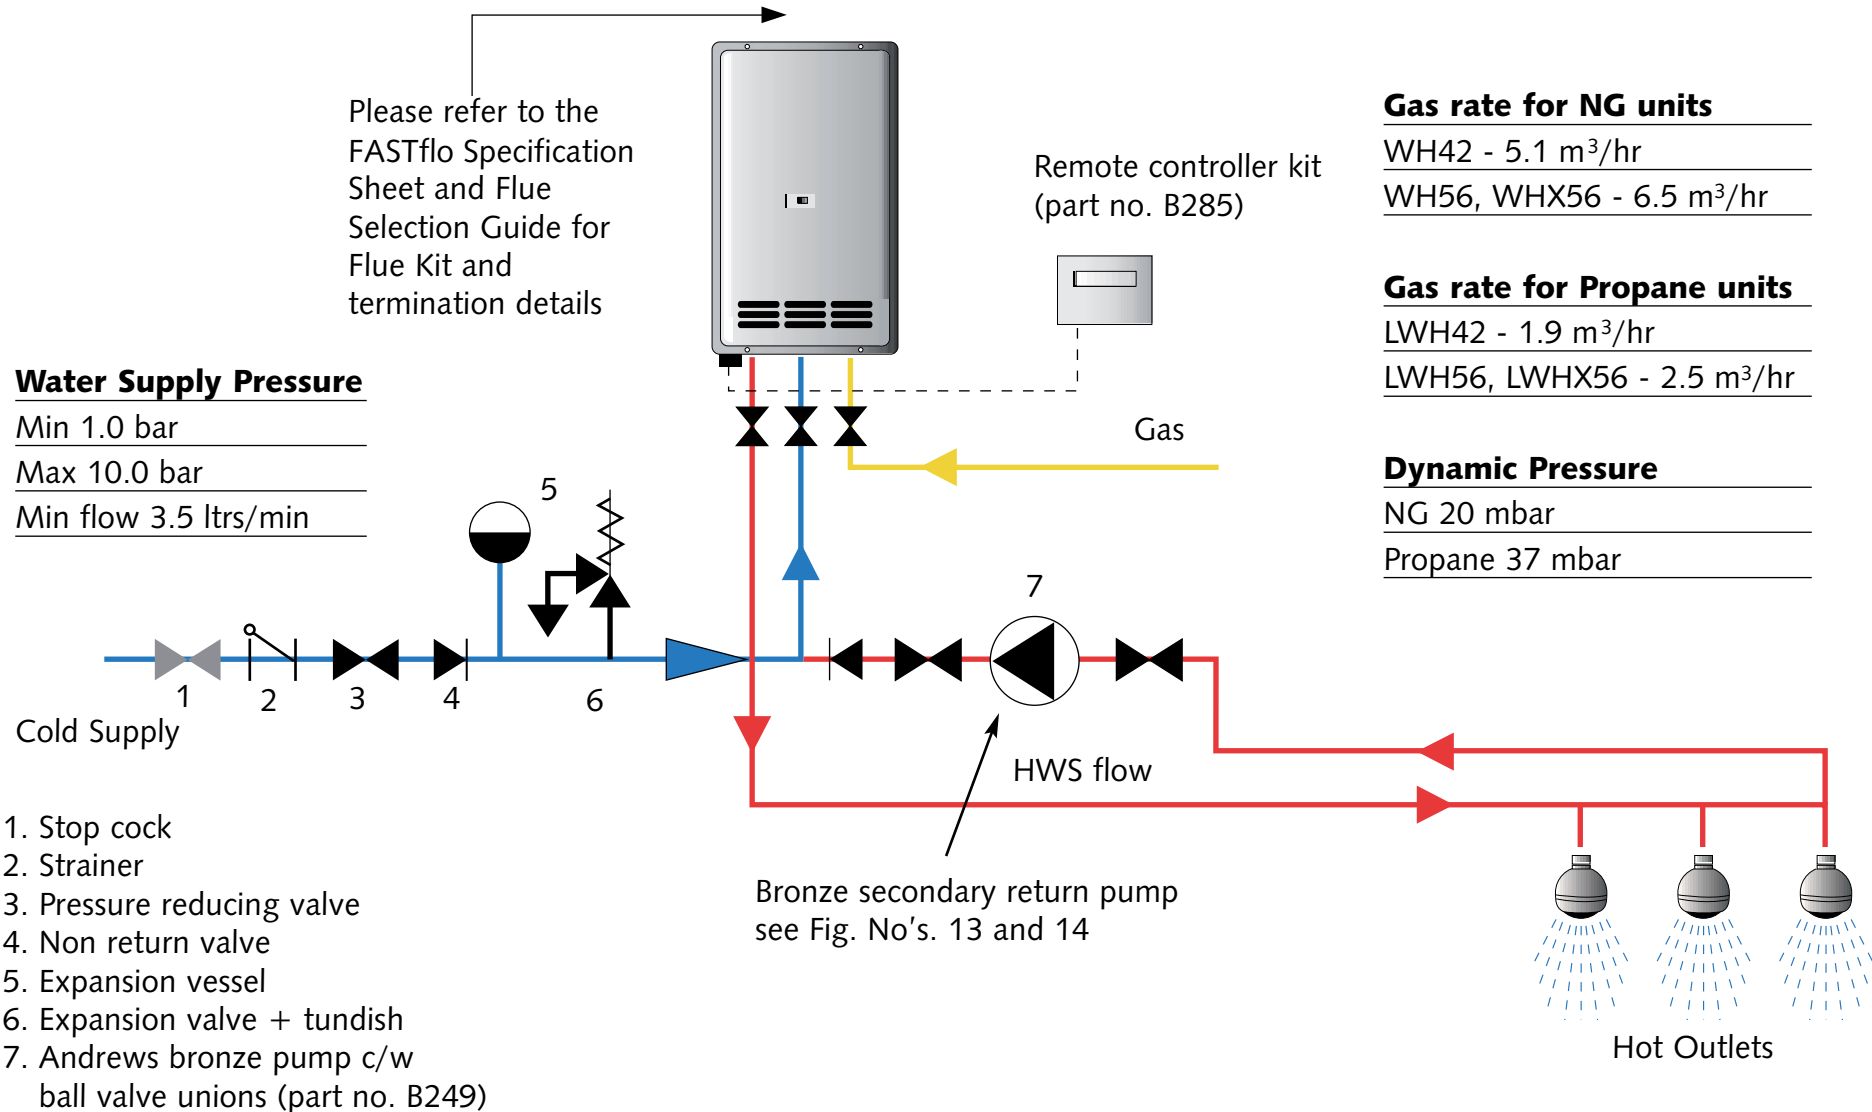 Please refer to the
FASTflo Specification
Sheet and Flue
Selection Guide for
Flue Kit and
termination details
Remote controller kit
(part no. B285)
Gas rate for NG units
WH42 - 5.1 m³/hr
WH56, WHX56 - 6.5 m³/hr
Gas rate for Propane units
LWH42 - 1.9 m³/hr
LWH56, LWHX56 - 2.5 m³/hr
Dynamic Pressure
NG 20 mbar
Propane 37 mbar
Water Supply Pressure
Min 1.0 bar
Max 10.0 bar
Min flow 3.5 ltrs/min
Gas
5
7
1
2
3
4
6
Cold Supply
HWS flow
Bronze secondary return pump
see Fig. No's. 13 and 14
Hot Outlets
1. Stop cock
2. Strainer
3. Pressure reducing valve
4. Non return valve
5. Expansion vessel
6. Expansion valve + tundish
7. Andrews bronze pump c/w
ball valve unions (part no. B249)